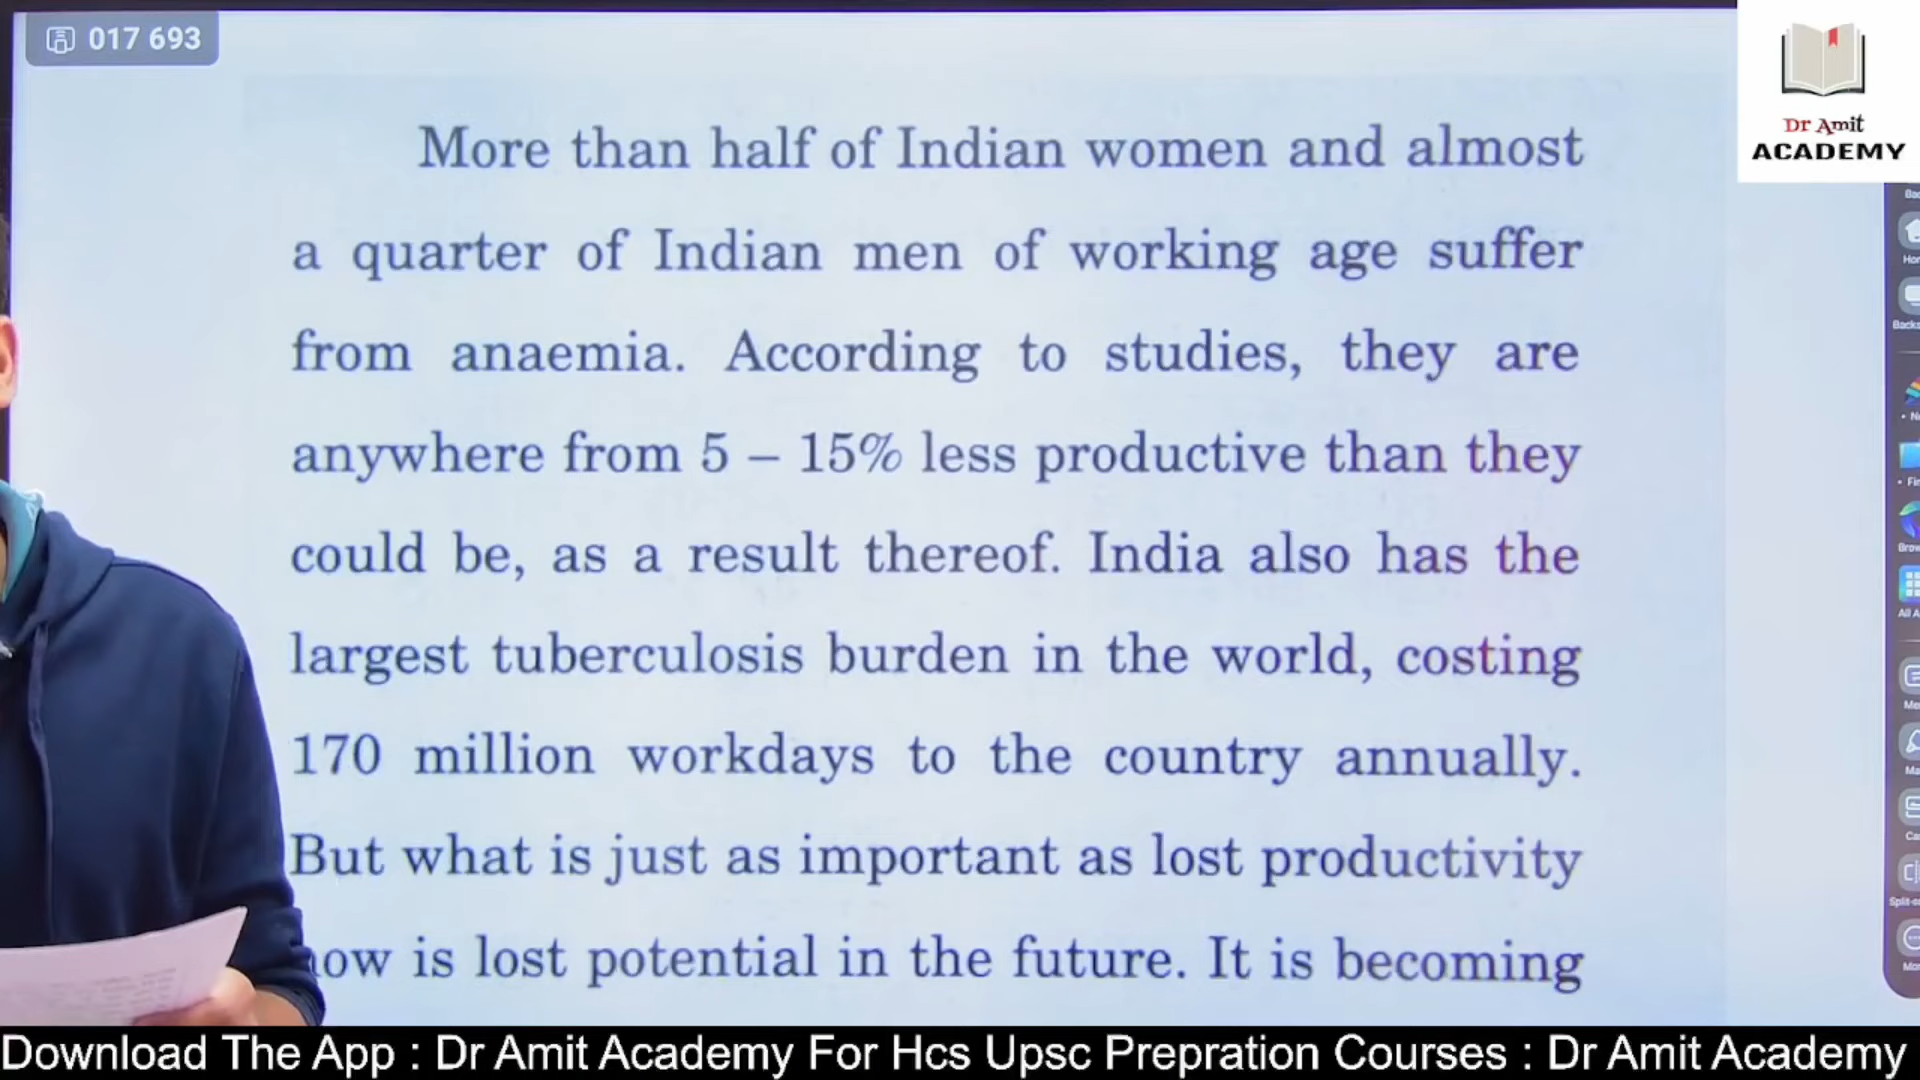 017 693
Dr Amit
ACADEMY
More than half of Indian women and almost
a quarter of Indian men of working age suffer
from anaemia. According to studies, they are
anywhere from 5 – 15% less productive than they
could be, as a result thereof. India also has the
largest tuberculosis burden in the world, costing
170 million workdays to the country annually.
But what is just as important as lost productivity
now is lost potential in the future. It is becoming
Download The App : Dr Amit Academy For Hcs Upsc Prepration Courses : Dr Amit Academy